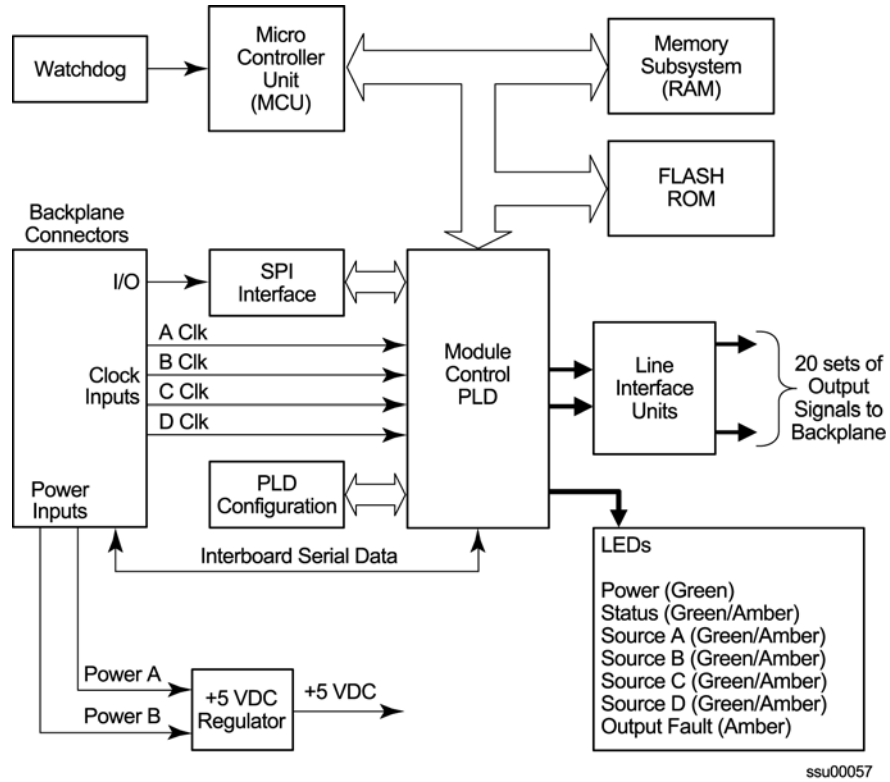 Watchdog
Micro
Controller
Unit
(MCU)
Memory
Subsystem
(RAM)
FLASH
ROM
Backplane
Connectors
I/O
SPI
Interface
A Clk
B Clk
C Clk
D Clk
Clock
Inputs
Module
Control
PLD
Line
Interface
Units
20 sets of
Output
Signals to
Backplane
Power
Inputs
PLD
Configuration
Interboard Serial Data
LEDs
Power (Green)
Status (Green/Amber)
Source A (Green/Amber)
Source B (Green/Amber)
Source C (Green/Amber)
Source D (Green/Amber)
Output Fault (Amber)
Power A
Power B
+5 VDC
Regulator
+5 VDC
ssu00057